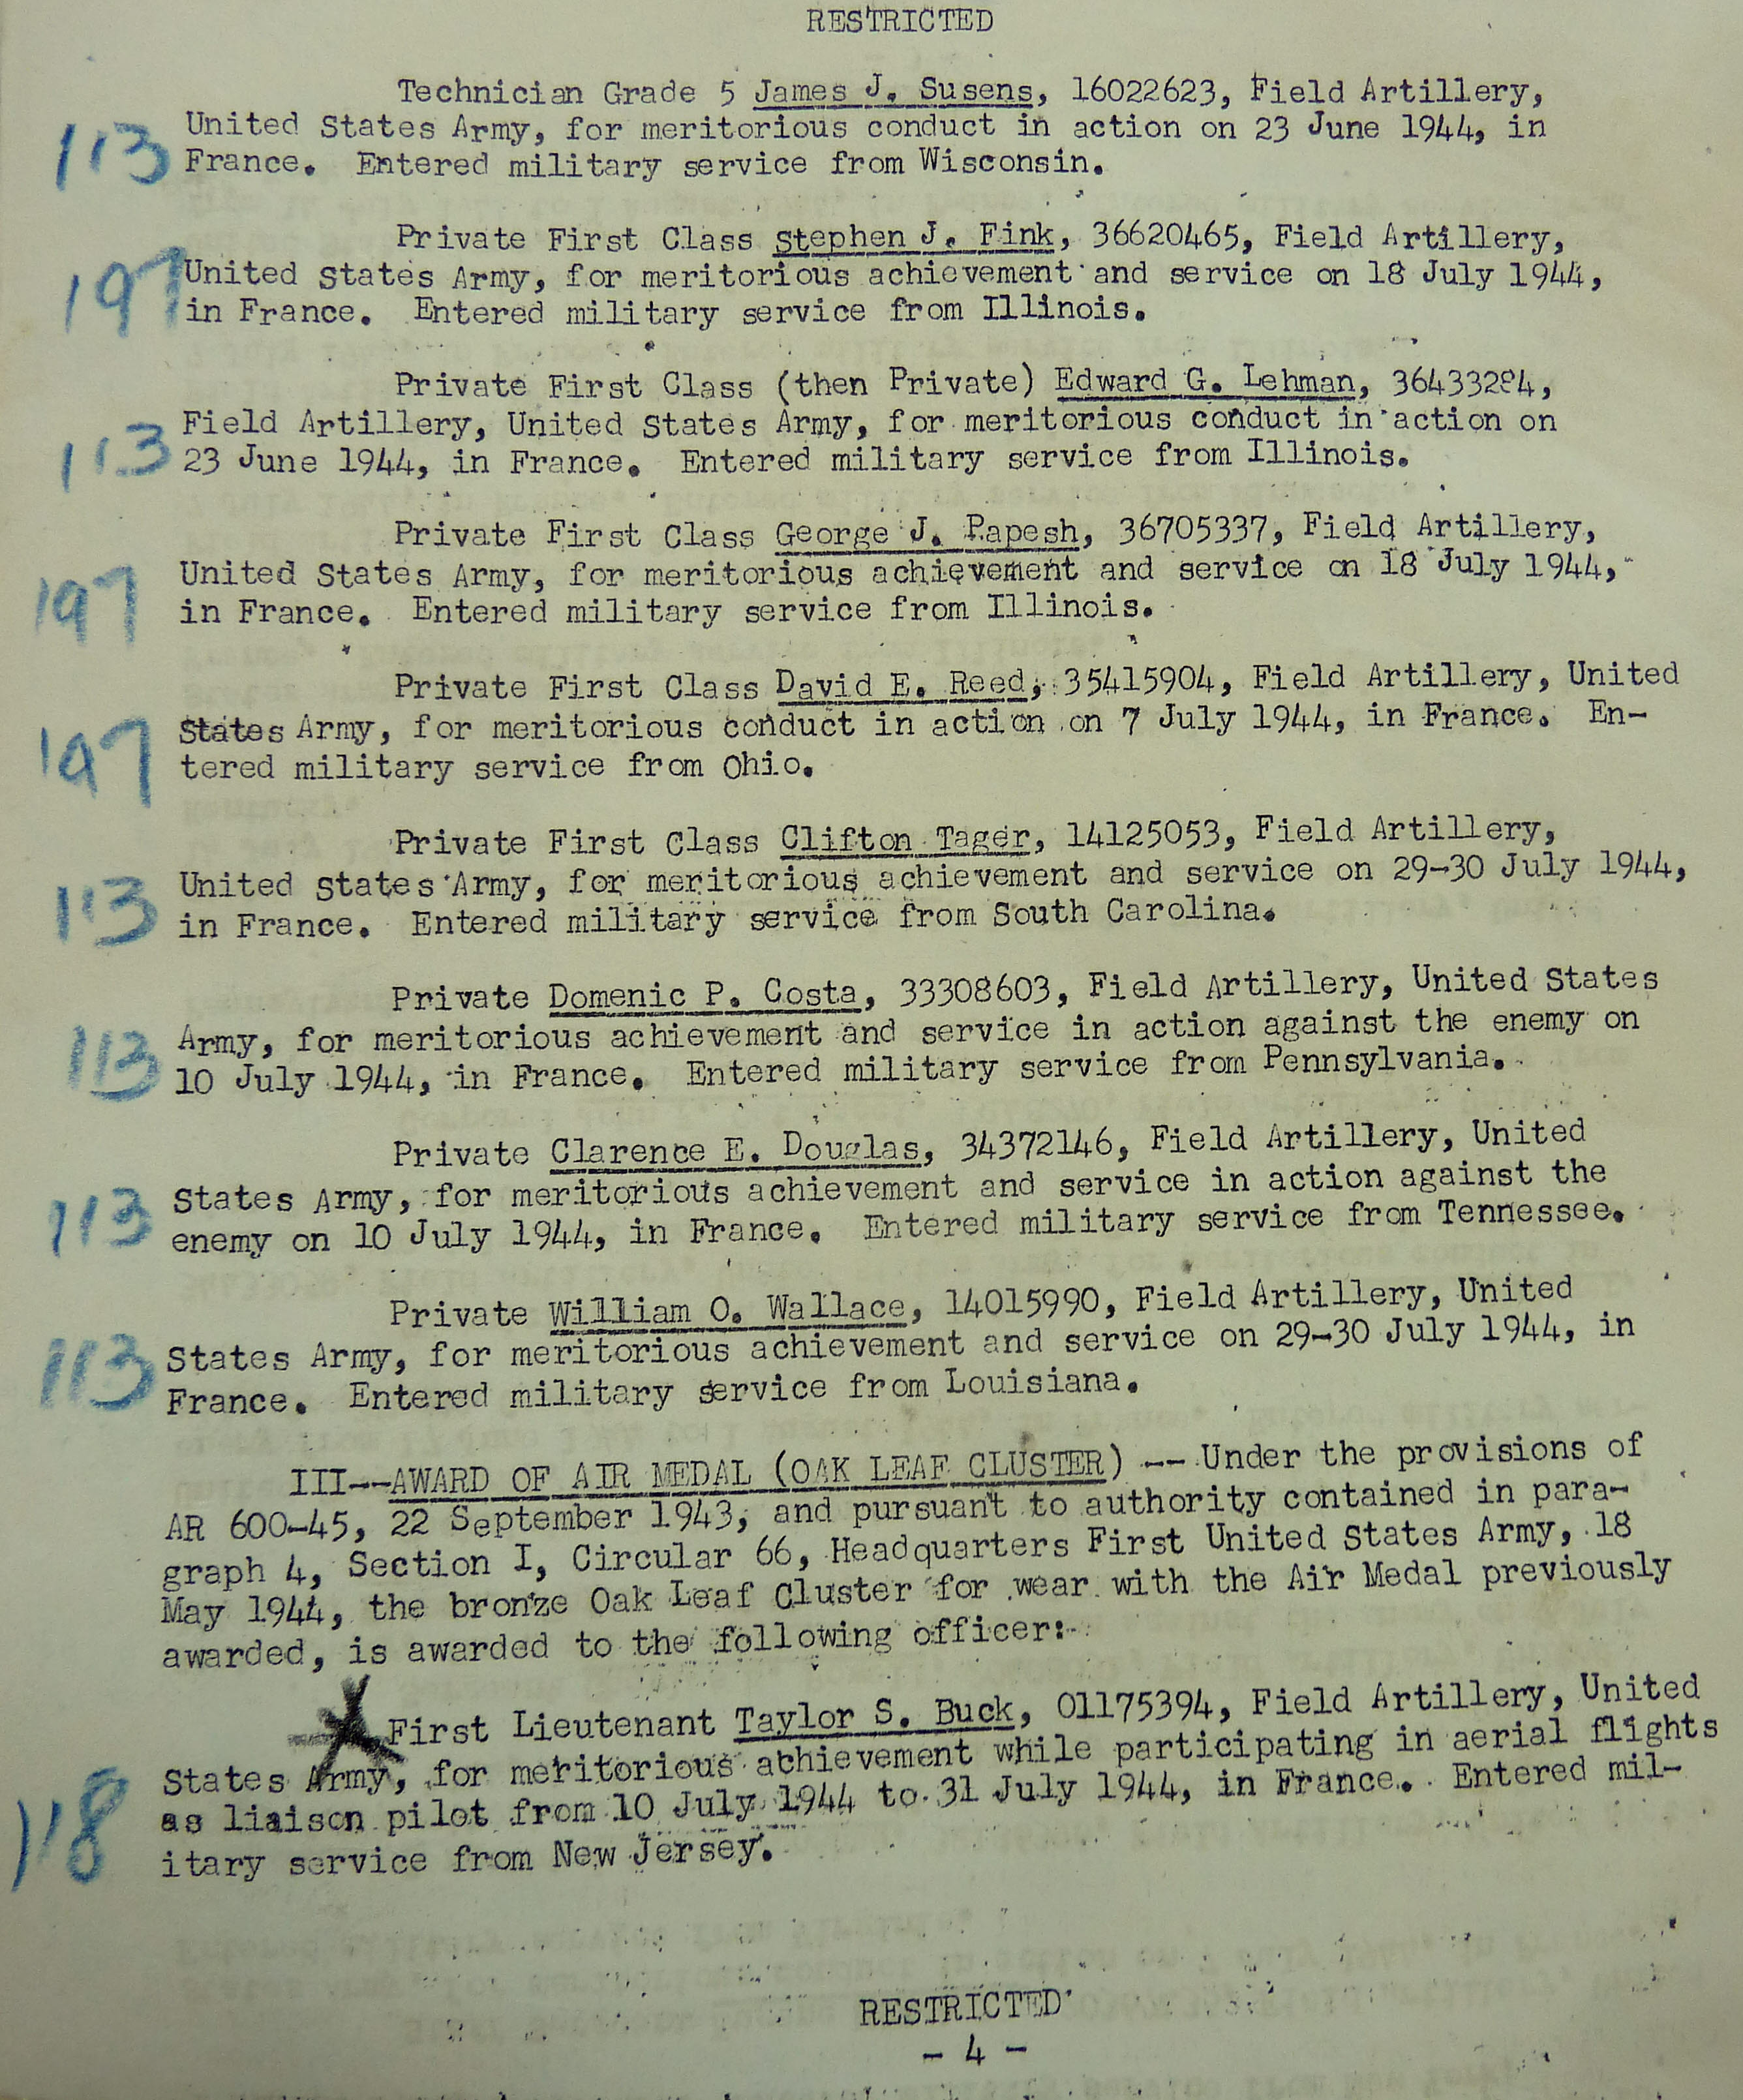 RESTRICTED
Technician Grade 5 James J. Susens, 16022623, Field Artillery,
United States Army, for meritorious conduct in action on 23 June 1944, in
113
France. Entered military service from Wisconsin.
Private First Class Stephen J. Fink, 36620465, Field Artillery,
197
United States Army, for meritorious achievement and service on 18 July 1944,
in France. Entered military service from Illinois.
Private First Class (then Private) Edward G. Lehman, 36433284,
Field Artillery, United States Army, for meritorious conduct in action on
113
23 June 1944, in France. Entered military service from Illinois.
Private First Class George J. Papesh, 36705337, Field Artillery,
United States Army, for meritorious achievement and service on 18 July 1944,
197
in France. Entered military service from Illinois.
Private First Class David E. Reed, 35415904, Field Artillery, United
States Army, for meritorious conduct in action on 7 July 1944, in France. En-
197
tered military service from Ohio.
Private First Class Clifton Tager, 14125053, Field Artillery,
United States Army, for meritorious achievement and service on 29-30 July 1944,
113
in France. Entered military service from South Carolina.
Private Domenic P. Costa, 33308603, Field Artillery, United States
Army, for meritorious achievement and service in action against the enemy on
113
10 July 1944, in France. Entered military service from Pennsylvania.
Private Clarence E. Douglas, 34372146, Field Artillery, United
States Army, for meritorious achievement and service in action against the
113
enemy on 10 July 1944, in France. Entered military service from Tennessee.
Private William O. Wallace, 14015990, Field Artillery, United
States Army, for meritorious achievement and service on 29-30 July 1944, in
113
France. Entered military service from Louisiana.
III--AWARD OF AIR MEDAL (OAK LEAF CLUSTER) -- Under the provisions of
AR 600-45, 22 September 1943, and pursuant to authority contained in para-
graph 4, Section I, Circular 66, Headquarters First United States Army, 18
May 1944, the bronze Oak Leaf Cluster for wear with the Air Medal previously
awarded, is awarded to the following officer:
First Lieutenant Taylor S. Buck, 01175394, Field Artillery, United
States Army, for meritorious achievement while participating in aerial flights
118
as liaison pilot from 10 July 1944 to 31 July 1944, in France. Entered mil-
itary service from New Jersey.
RESTRICTED
- 4 -